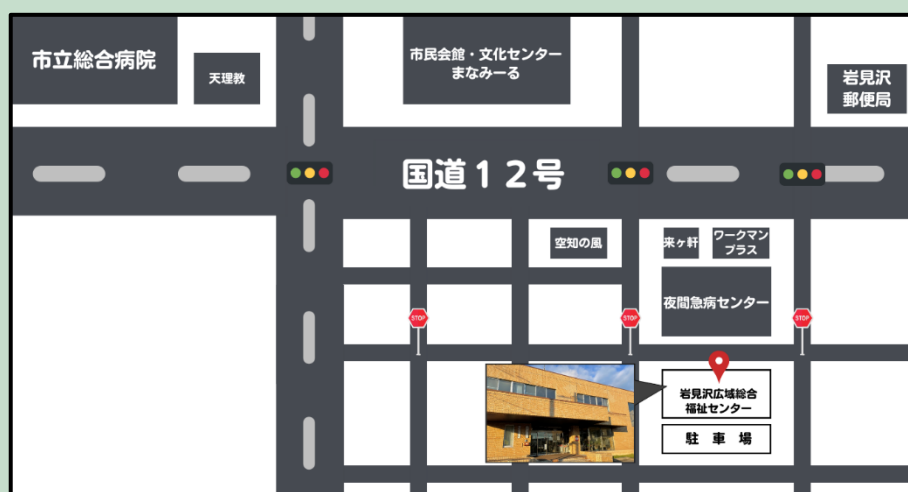 市立総合病院
天理教
市民会館・文化センター
まなみーる
岩見沢
郵便局
国道１２号
空知の風
来ヶ軒
ワークマン
プラス
夜間急病センター
STOP
STOP
STOP
岩見沢広域総合
福祉センター
駐 車 場